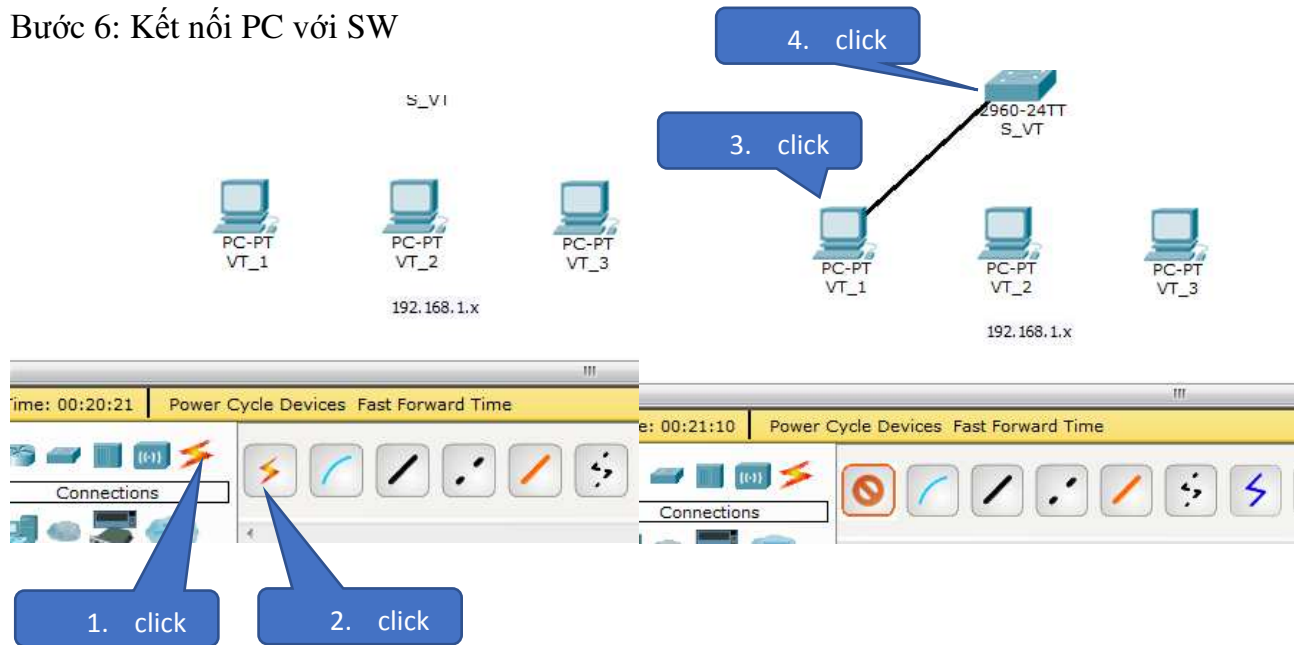 Bước 6: Kết nối PC với SW
4. click
2960-24TT
S_VT
3. click
PC-PT
VT_1
PC-PT
VT_2
PC-PT
VT_3
192.168.1.x
S_VT
PC-PT
VT_1
PC-PT
VT_2
PC-PT
VT_3
192.168.1.x
ime: 00:20:21 Power Cycle Devices Fast Forward Time
Connections
e: 00:21:10 Power Cycle Devices Fast Forward Time
Connections
1. click
2. click